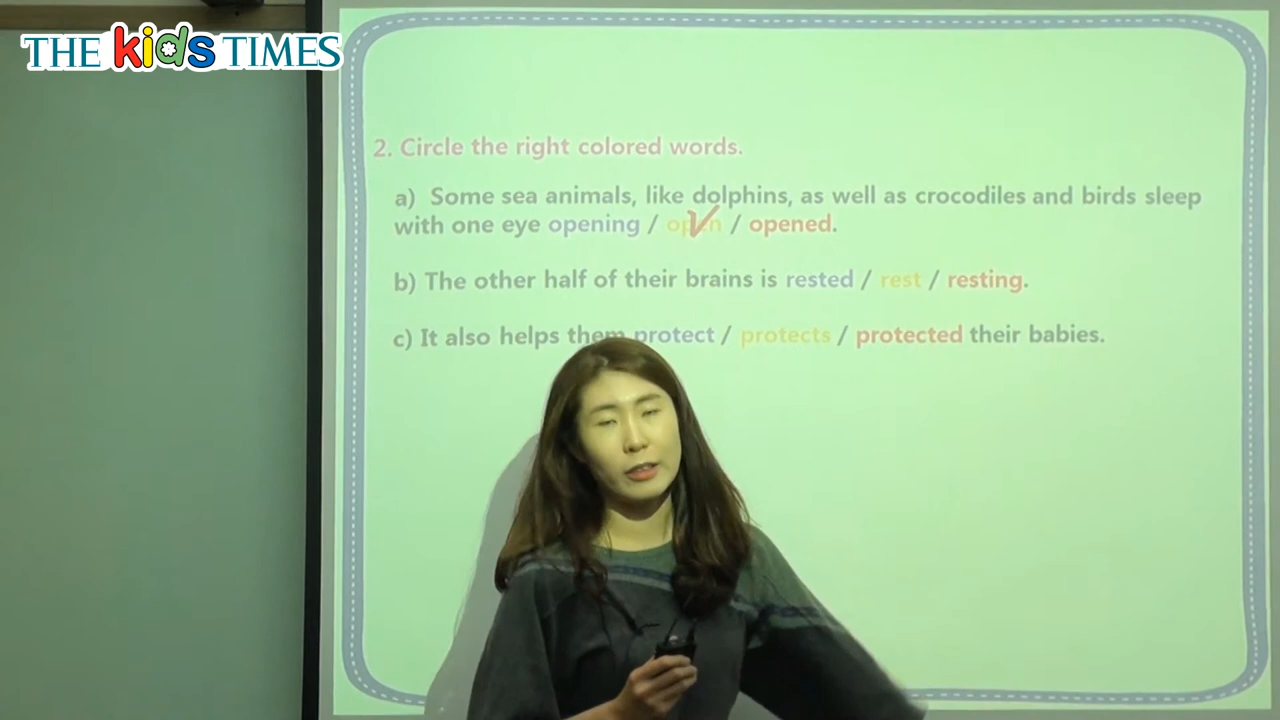 THE kids TIMES
2. Circle the right colored words.
a) Some sea animals, like dolphins, as well as crocodiles and birds sleep
with one eye opening / open / opened.
b) The other half of their brains is rested / rest / resting.
c) It also helps them protect / protects / protected their babies.